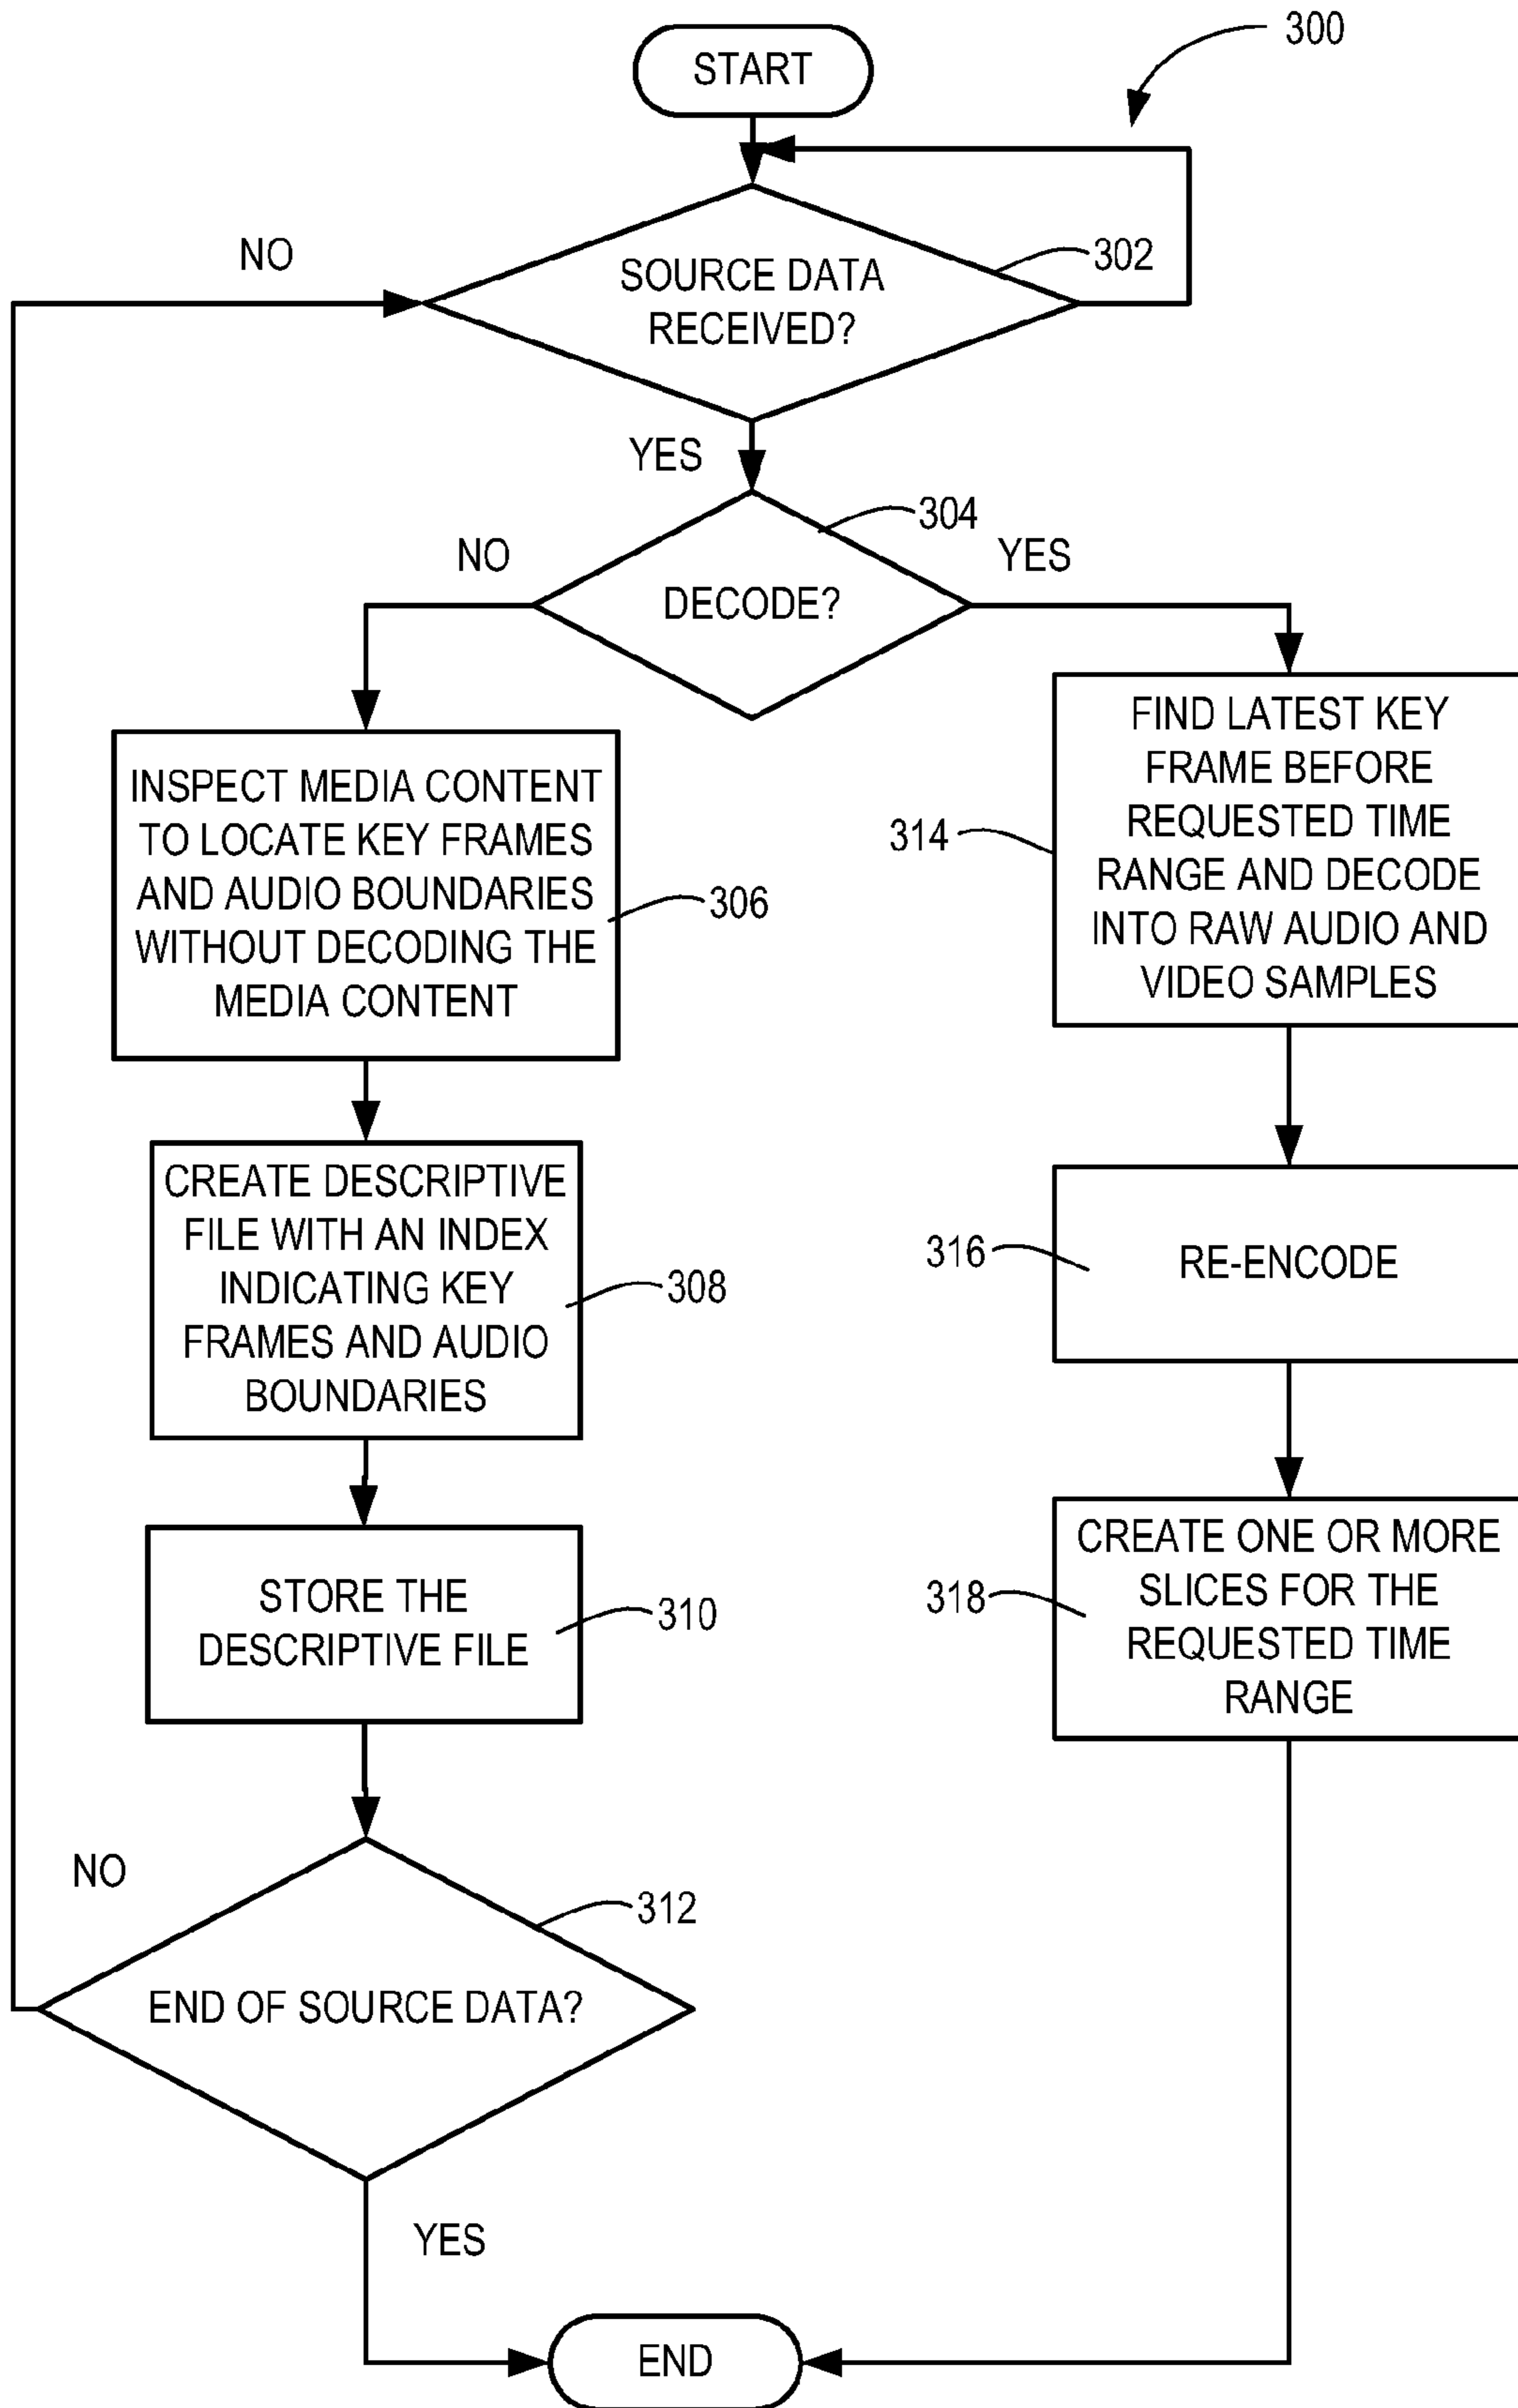 300
START
NO
SOURCE DATA
RECEIVED?
302
YES
304
NO
YES
DECODE?
INSPECT MEDIA CONTENT
TO LOCATE KEY FRAMES
AND AUDIO BOUNDARIES
WITHOUT DECODING THE
MEDIA CONTENT
306
314
FIND LATEST KEY
FRAME BEFORE
REQUESTED TIME
RANGE AND DECODE
INTO RAW AUDIO AND
VIDEO SAMPLES
CREATE DESCRIPTIVE
FILE WITH AN INDEX
INDICATING KEY
FRAMES AND AUDIO
BOUNDARIES
308
316
RE-ENCODE
STORE THE
DESCRIPTIVE FILE
310
318
CREATE ONE OR MORE
SLICES FOR THE
REQUESTED TIME
RANGE
NO
312
END OF SOURCE DATA?
YES
END